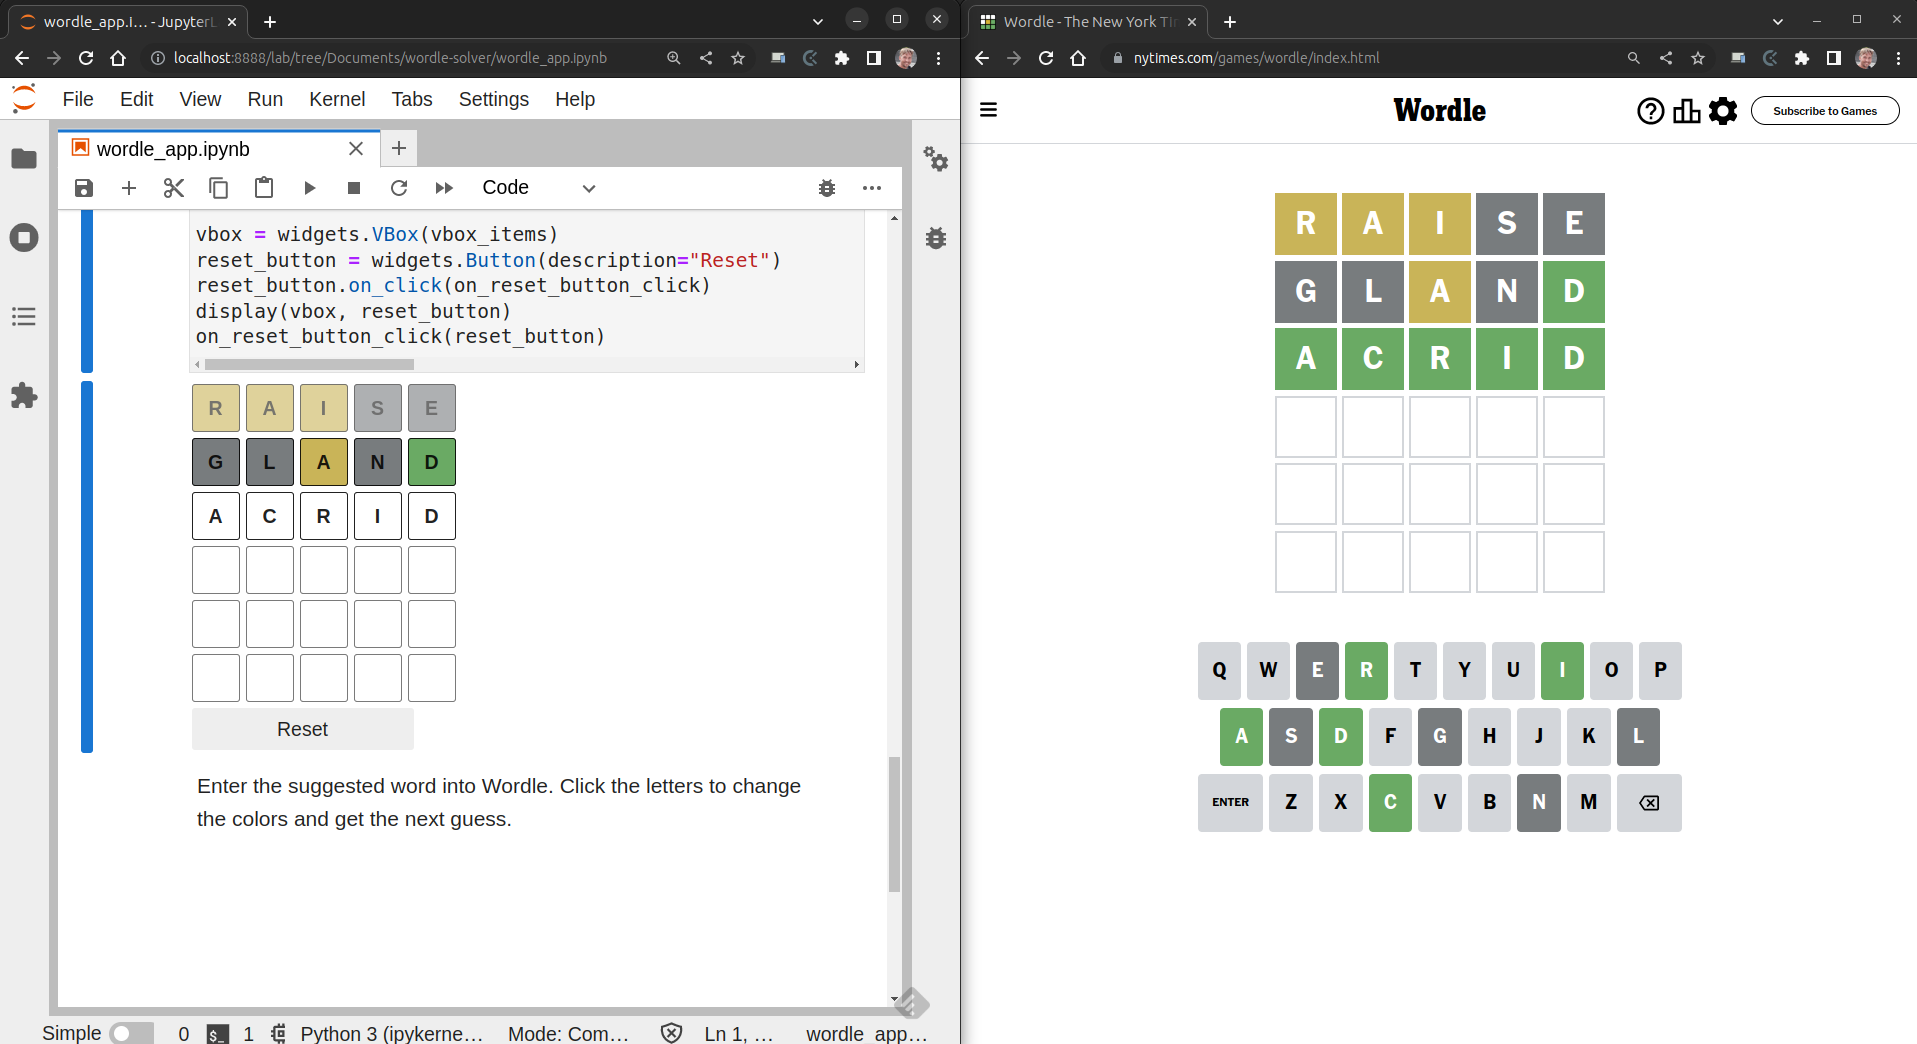 wordle_app.i... - JupyterL
localhost:8888/lab/tree/Documents/wordle-solver/wordle_app.ipynb
File Edit View Run Kernel Tabs Settings Help
wordle_app.ipynb
Code
vbox = widgets.VBox(vbox_items)
reset_button = widgets.Button(description="Reset")
reset_button.on_click(on_reset_button_click)
display(vbox, reset_button)
on_reset_button_click(reset_button)
R A I S E
G L A N D
A C R I D
Reset
Enter the suggested word into Wordle. Click the letters to change
the colors and get the next guess.
Simple 0 $_ 1 Python 3 (ipykerne... Mode: Com... Ln 1, ... wordle_app...
Wordle - The New York Ti
nytimes.com/games/wordle/index.html
Wordle
Subscribe to Games
R A I S E
G L A N D
A C R I D
Q W E R T Y U I O P
A S D F G H J K L
ENTER Z X C V B N M